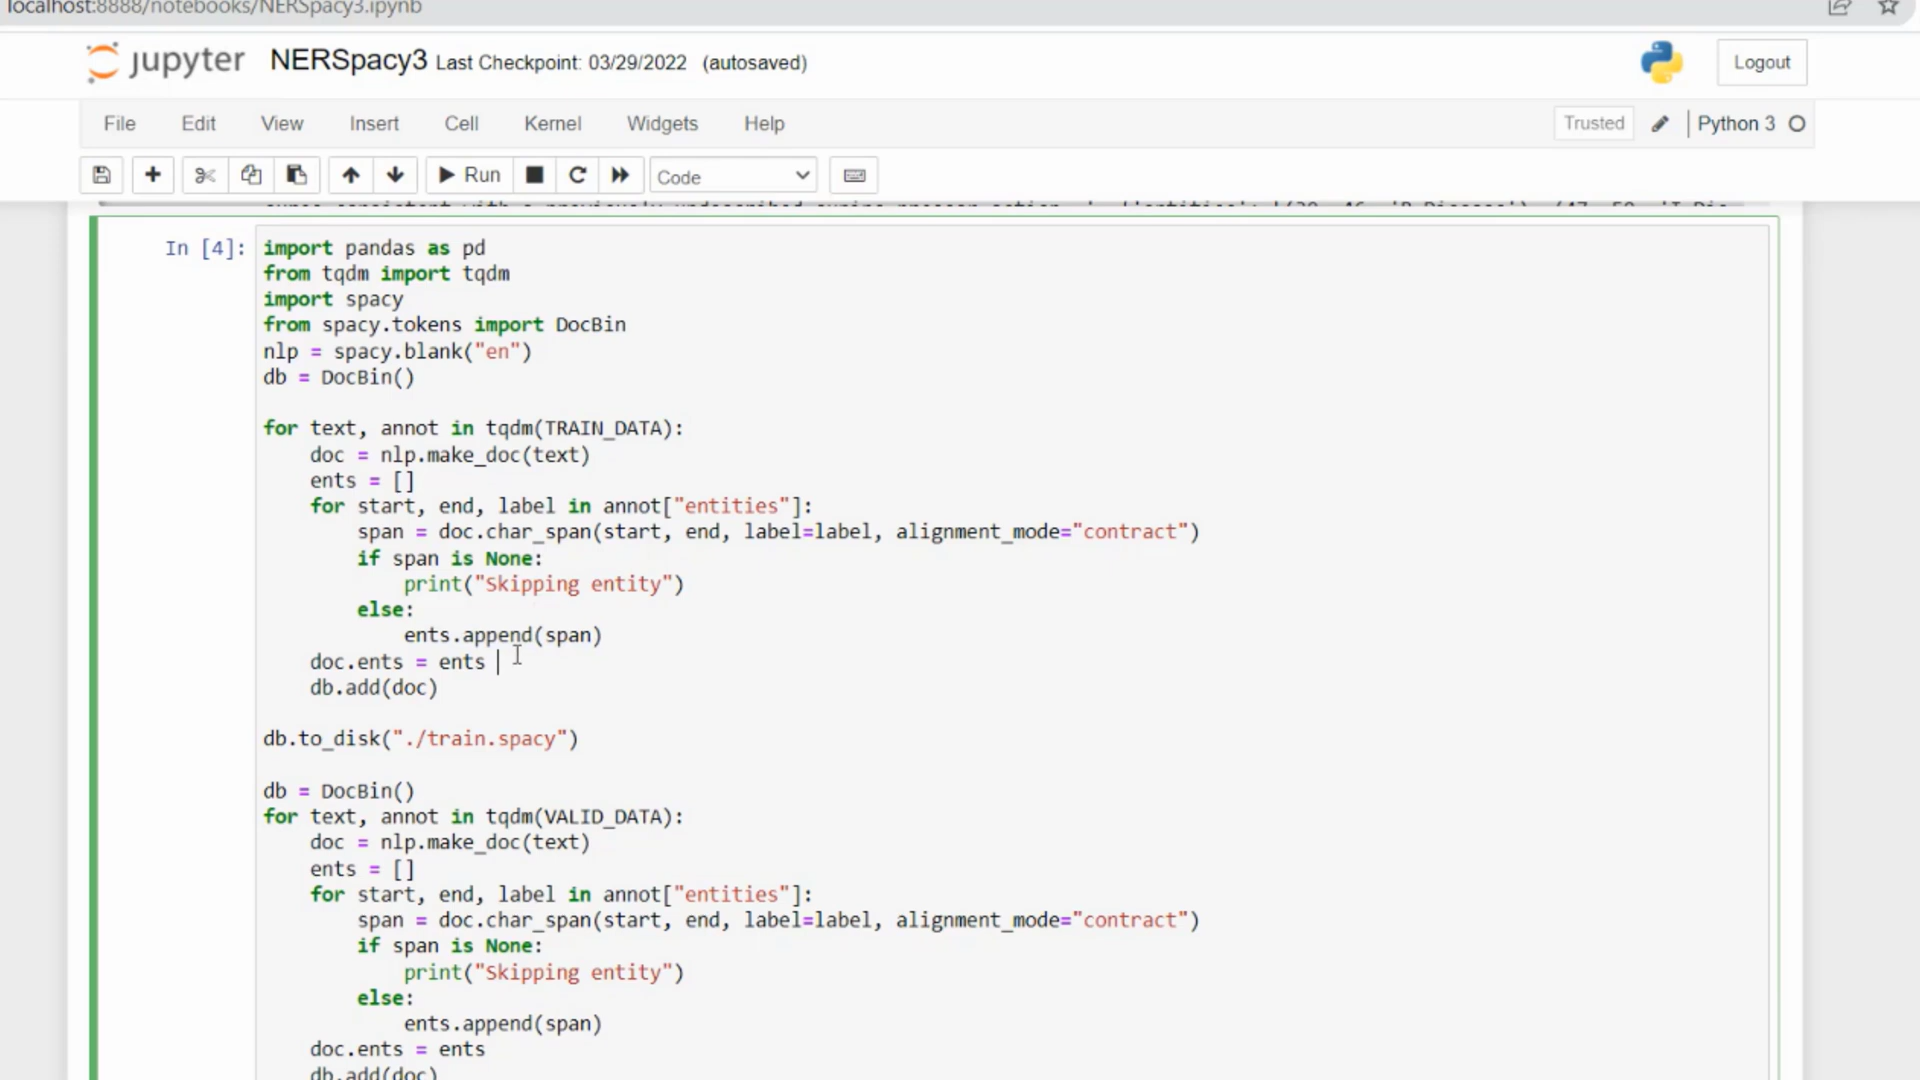 localhost:8888/notebooks/NERSpacy3.ipynb
jupyter NERSpacy3 Last Checkpoint: 03/29/2022 (autosaved) Logout
File Edit View Insert Cell Kernel Widgets Help Trusted Python 3
Run Code
In [4]: import pandas as pd
from tqdm import tqdm
import spacy
from spacy.tokens import DocBin
nlp = spacy.blank("en")
db = DocBin()
for text, annot in tqdm(TRAIN_DATA):
    doc = nlp.make_doc(text)
    ents = []
    for start, end, label in annot["entities"]:
        span = doc.char_span(start, end, label=label, alignment_mode="contract")
        if span is None:
            print("Skipping entity")
        else:
            ents.append(span)
    doc.ents = ents
    db.add(doc)
db.to_disk("./train.spacy")
db = DocBin()
for text, annot in tqdm(VALID_DATA):
    doc = nlp.make_doc(text)
    ents = []
    for start, end, label in annot["entities"]:
        span = doc.char_span(start, end, label=label, alignment_mode="contract")
        if span is None:
            print("Skipping entity")
        else:
            ents.append(span)
    doc.ents = ents
    db.add(doc)